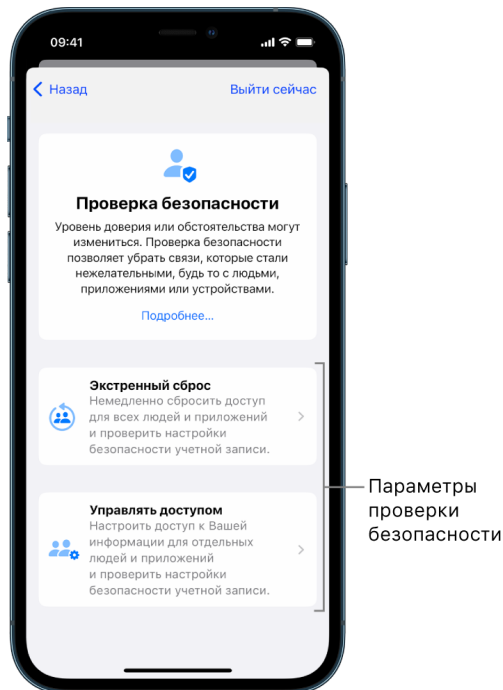 09:41
Назад
Выйти сейчас
Проверка безопасности
Уровень доверия или обстоятельства могут
измениться. Проверка безопасности
позволяет убрать связи, которые стали
нежелательными, будь то с людьми,
приложениями или устройствами.
Подробнее...
Экстренный сброс
Немедленно сбросить доступ
для всех людей и приложений
и проверить настройки
безопасности учетной записи.
Управлять доступом
Настроить доступ к Вашей
информации для отдельных
людей и приложений
и проверить настройки
безопасности учетной записи.
Параметры
проверки
безопасности